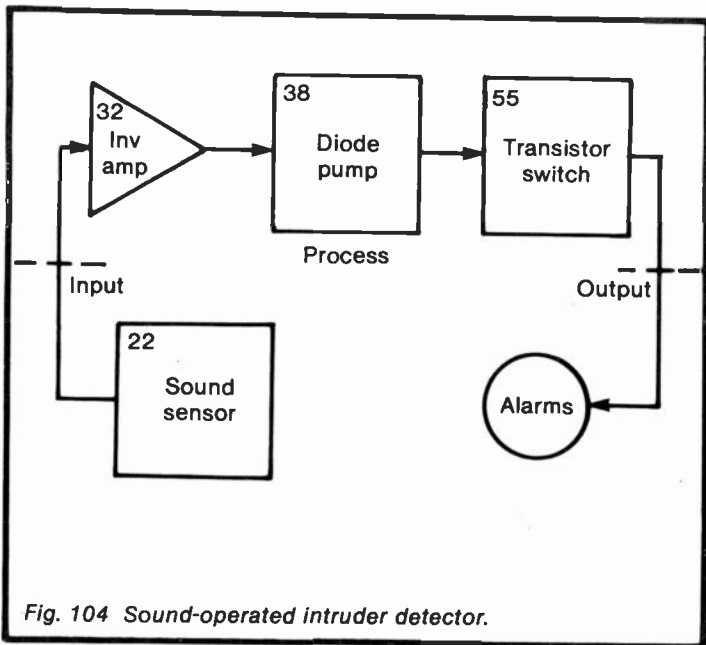 32
Inv
amp
38
Diode
pump
55
Transistor
switch
Process
Input
Output
22
Sound
sensor
Alarms
Fig. 104 Sound-operated intruder detector.